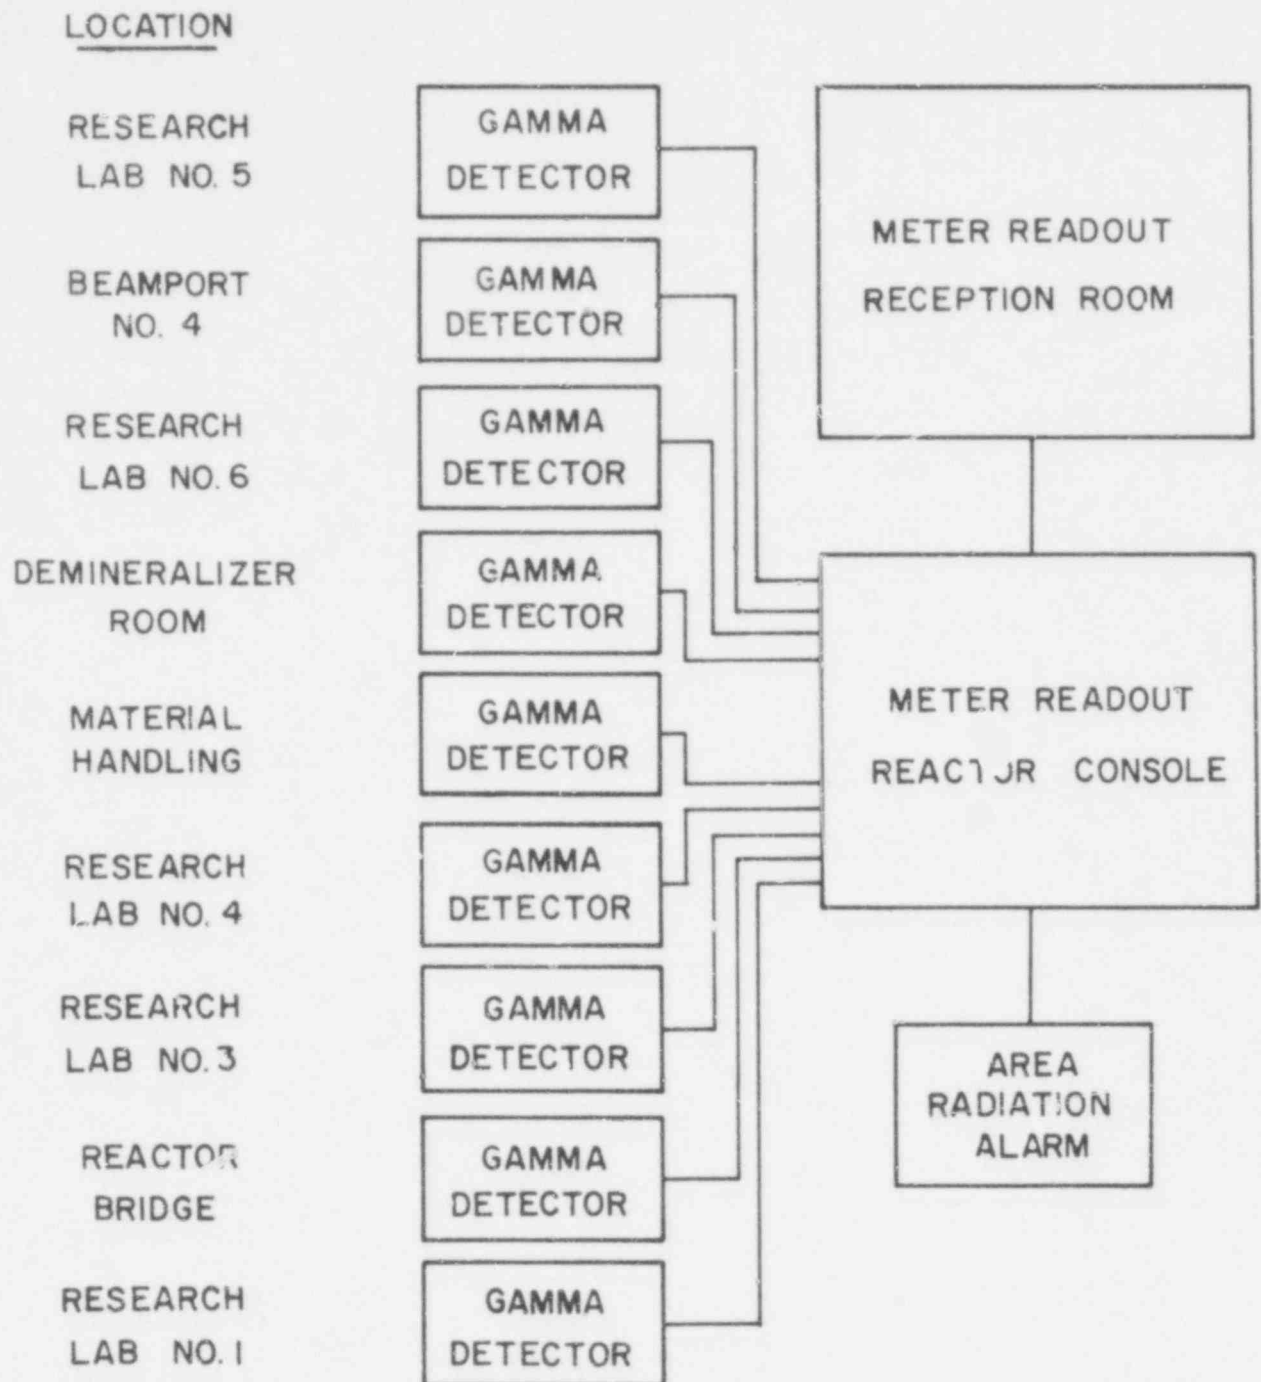 LOCATION
RESEARCH
LAB NO. 5
GAMMA
DETECTOR
BEAMPORT
NO. 4
GAMMA
DETECTOR
RESEARCH
LAB NO. 6
GAMMA
DETECTOR
DEMINERALIZER
ROOM
GAMMA
DETECTOR
MATERIAL
HANDLING
GAMMA
DETECTOR
RESEARCH
LAB NO. 4
GAMMA
DETECTOR
RESEARCH
LAB NO. 3
GAMMA
DETECTOR
REACTOR
BRIDGE
GAMMA
DETECTOR
RESEARCH
LAB NO. 1
GAMMA
DETECTOR
METER READOUT
RECEPTION ROOM
METER READOUT
REACTOR CONSOLE
AREA
RADIATION
ALARM